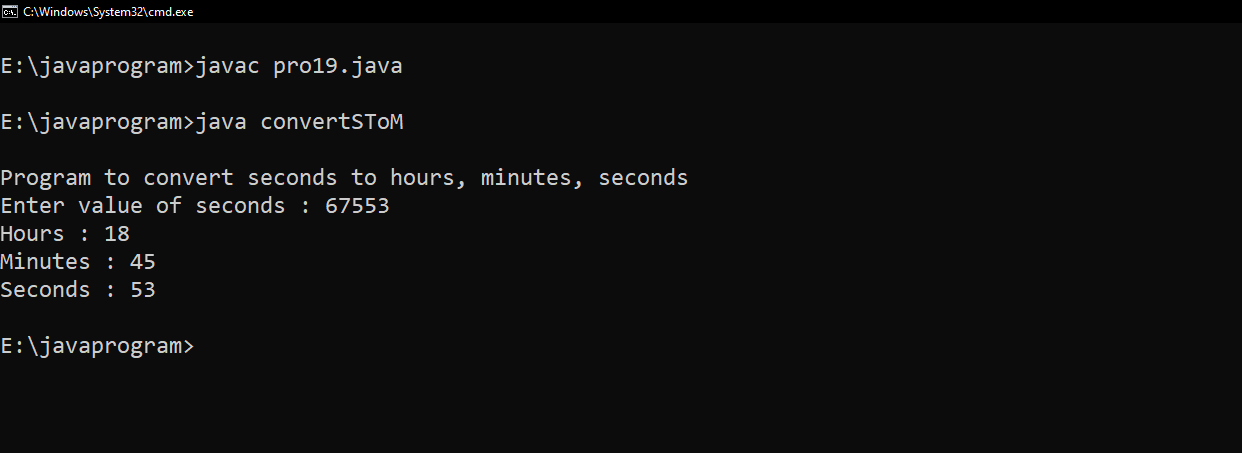 C:\Windows\System32\cmd.exe
E:\javaprogram>javac pro19.java
E:\javaprogram>java convertSToM
Program to convert seconds to hours, minutes, seconds
Enter value of seconds : 67553
Hours : 18
Minutes : 45
Seconds : 53
E:\javaprogram>